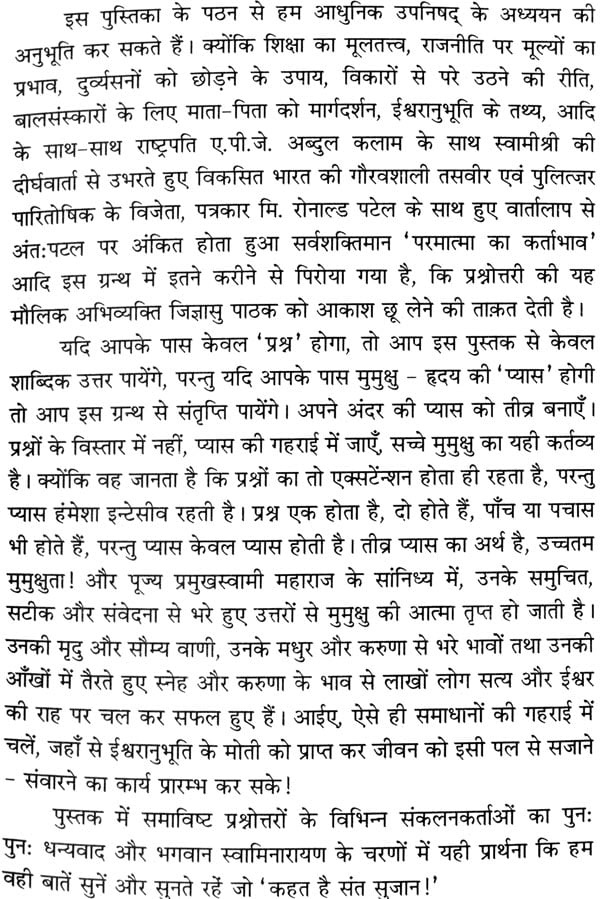 इस पुस्तिका के पठन से हम आधुनिक उपनिषद् के अध्ययन की
अनुभूति कर सकते हैं। क्योंकि शिक्षा का मूलतत्त्व, राजनीति पर मूल्यों का
प्रभाव, दुर्व्यसनों को छोड़ने के उपाय, विकारों से परे उठने की रीति,
बालसंस्कारों के लिए माता-पिता को मार्गदर्शन, ईश्वरानुभूति के तथ्य, आदि
के साथ-साथ राष्ट्रपति ए.पी.जे. अब्दुल कलाम के साथ स्वामीश्री की
दीर्घवार्ता से उभरते हुए विकसित भारत की गौरवशाली तसवीर एवं पुलित्ज़र
पारितोषिक के विजेता, पत्रकार मि. रोनाल्ड पटेल के साथ हुए वार्तालाप से
अंतःपटल पर अंकित होता हुआ सर्वशक्तिमान ‘परमात्मा का कर्ताभाव’
आदि इस ग्रन्थ में इतने करीने से पिरोया गया है, कि प्रश्नोत्तरी की यह
मौलिक अभिव्यक्ति जिज्ञासु पाठक को आकाश छू लेने की ताक़त देती है।
यदि आपके पास केवल ‘प्रश्न’ होगा, तो आप इस पुस्तक से केवल
शाब्दिक उत्तर पायेंगे, परन्तु यदि आपके पास मुमुक्षु – हृदय की ‘प्यास’ होगी
तो आप इस ग्रन्थ से संतृप्ति पायेंगे। अपने अंदर की प्यास को तीव्र बनाएँ।
प्रश्नों के विस्तार में नहीं, प्यास की गहराई में जाएँ, सच्चे मुमुक्षु का यही कर्तव्य
है। क्योंकि वह जानता है कि प्रश्नों का तो एक्सटेंन्शन होता ही रहता है, परन्तु
प्यास हंमेशा इन्टेसीव रहती है। प्रश्न एक होता है, दो होते हैं, पाँच या पचास
भी होते हैं, परन्तु प्यास केवल प्यास होती है। तीव्र प्यास का अर्थ है, उच्चतम
मुमुक्षुता! और पूज्य प्रमुखस्वामी महाराज के सांनिध्य में, उनके समुचित,
सटीक और संवेदना से भरे हुए उत्तरों से मुमुक्षु की आत्मा तृप्त हो जाती है।
उनकी मृदु और सौम्य वाणी, उनके मधुर और करुणा से भरे भावों तथा उनकी
आँखों में तैरते हुए स्नेह और करुणा के भाव से लाखों लोग सत्य और ईश्वर
की राह पर चल कर सफल हुए हैं। आईए, ऐसे ही समाधानों की गहराई में
चलें, जहाँ से ईश्वरानुभूति के मोती को प्राप्त कर जीवन को इसी पल से सजाने
– संवारने का कार्य प्रारम्भ कर सके!
पुस्तक में समाविष्ट प्रश्नोत्तरों के विभिन्न संकलनकर्ताओं का पुनः
पुनः धन्यवाद और भगवान स्वामिनारायण के चरणों में यही प्रार्थना कि हम
वही बातें सुनें और सुनते रहें जो ‘कहत है संत सुजान!’